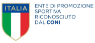 ITALIA
ENTE DI PROMOZIONE
SPORTIVA
RICONOSCIUTO
DAL CONI